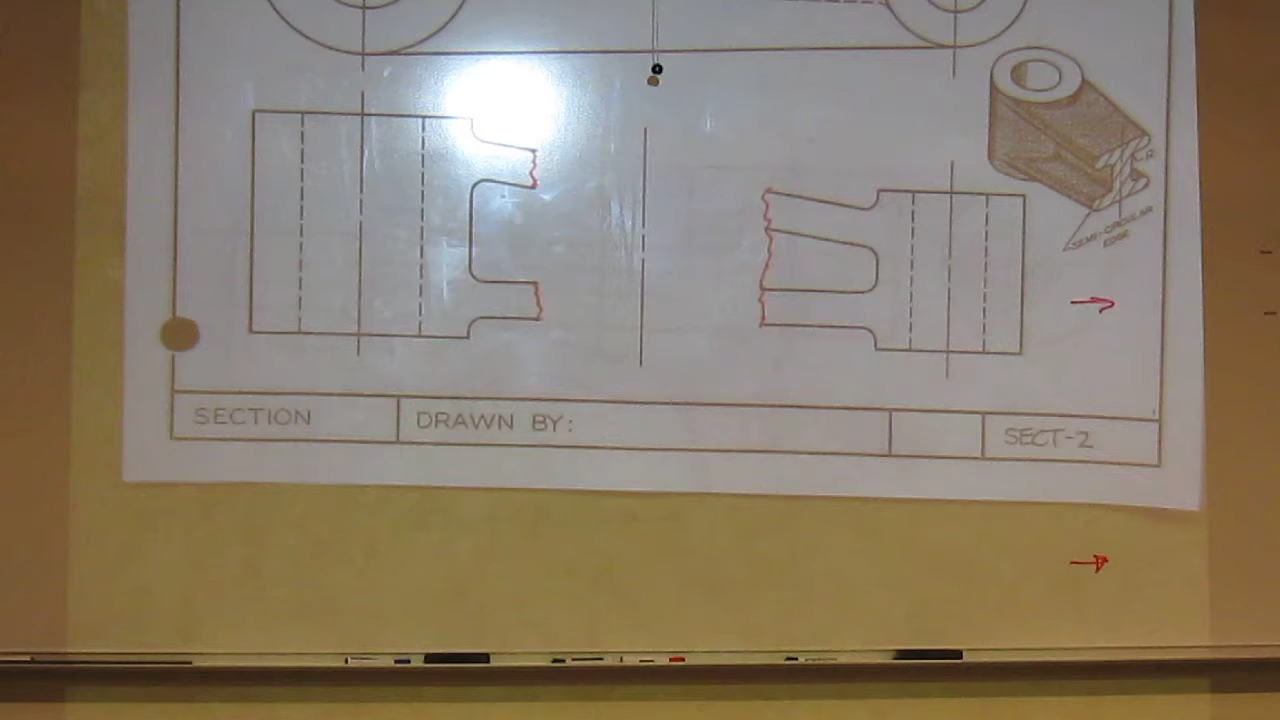 R
SEMI-CIRCULAR
EDGE
SECTION
DRAWN BY:
SECT-2